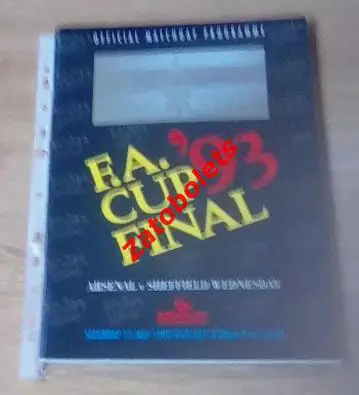 OFFICIAL MATCHDAY PROGRAMME
F.A. '93
CUP
FINAL
Zatobolets
ARSENAL v SHEFFIELD WEDNESDAY